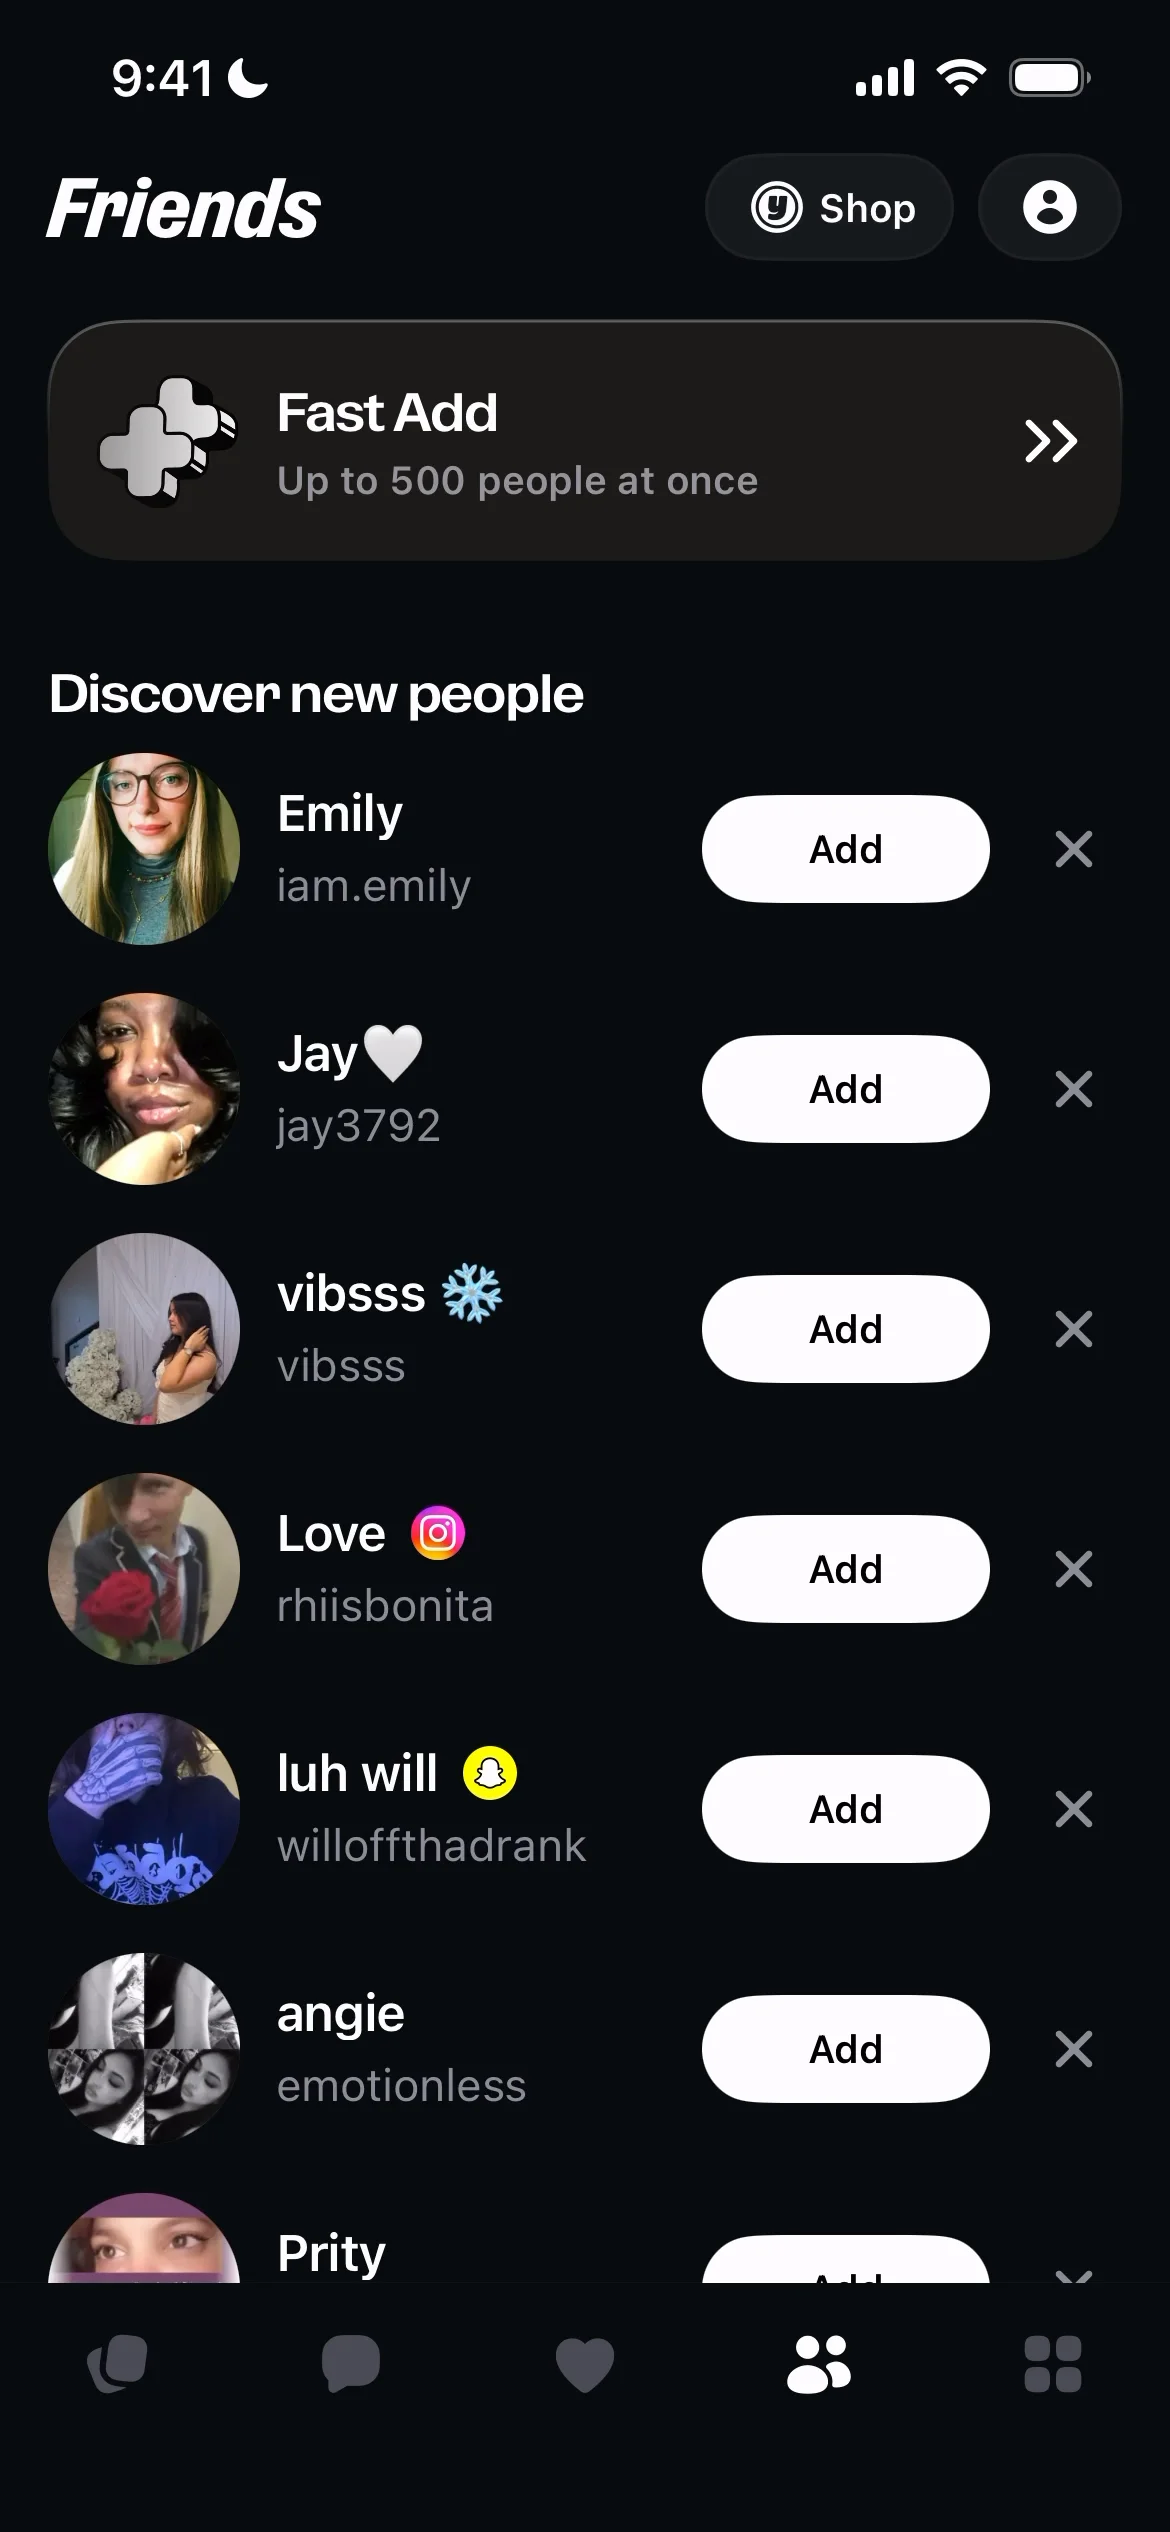 9:41
Friends
Shop
Fast Add
Up to 500 people at once
Discover new people
Emily
iam.emily
Add
Jay🤍
jay3792
Add
vibsss ❄️
vibsss
Add
Love
rhiisbonita
Add
luh will
willoffthadrank
Add
angie
emotionless
Add
Prity
Add